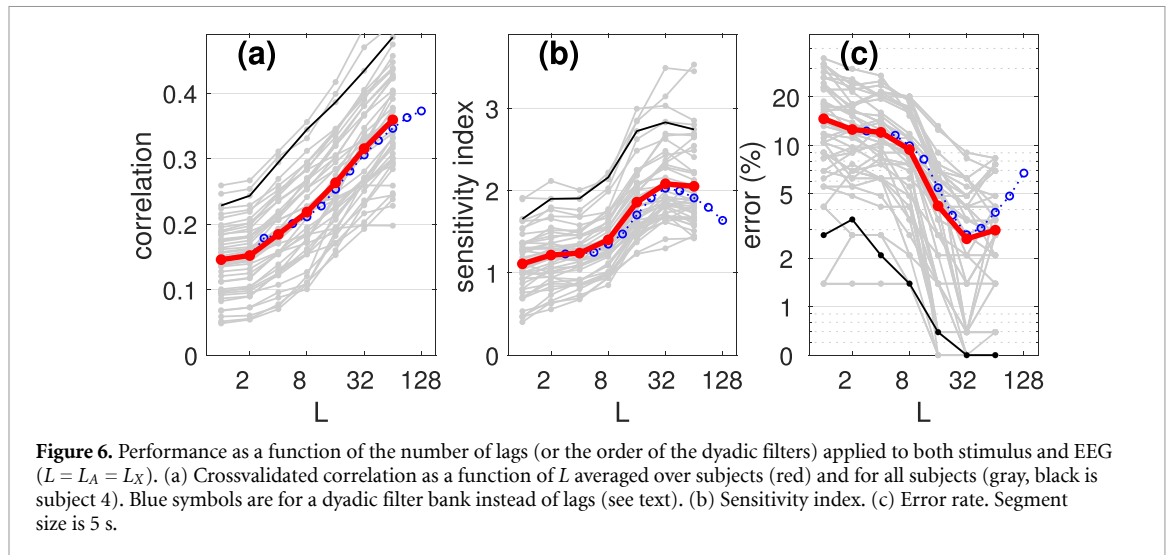 (a)
correlation
0.4
0.3
0.2
0.1
0
2 8 32 128
L
(b)
sensitivity index
3
2
1
0
2 8 32 128
L
(c)
error (%)
20
10
5
2
1
0
2 8 32 128
L
Figure 6. Performance as a function of the number of lags (or the order of the dyadic filters) applied to both stimulus and EEG
(L = L_A = L_X). (a) Crossvalidated correlation as a function of L averaged over subjects (red) and for all subjects (gray, black is
subject 4). Blue symbols are for a dyadic filter bank instead of lags (see text). (b) Sensitivity index. (c) Error rate. Segment
size is 5 s.